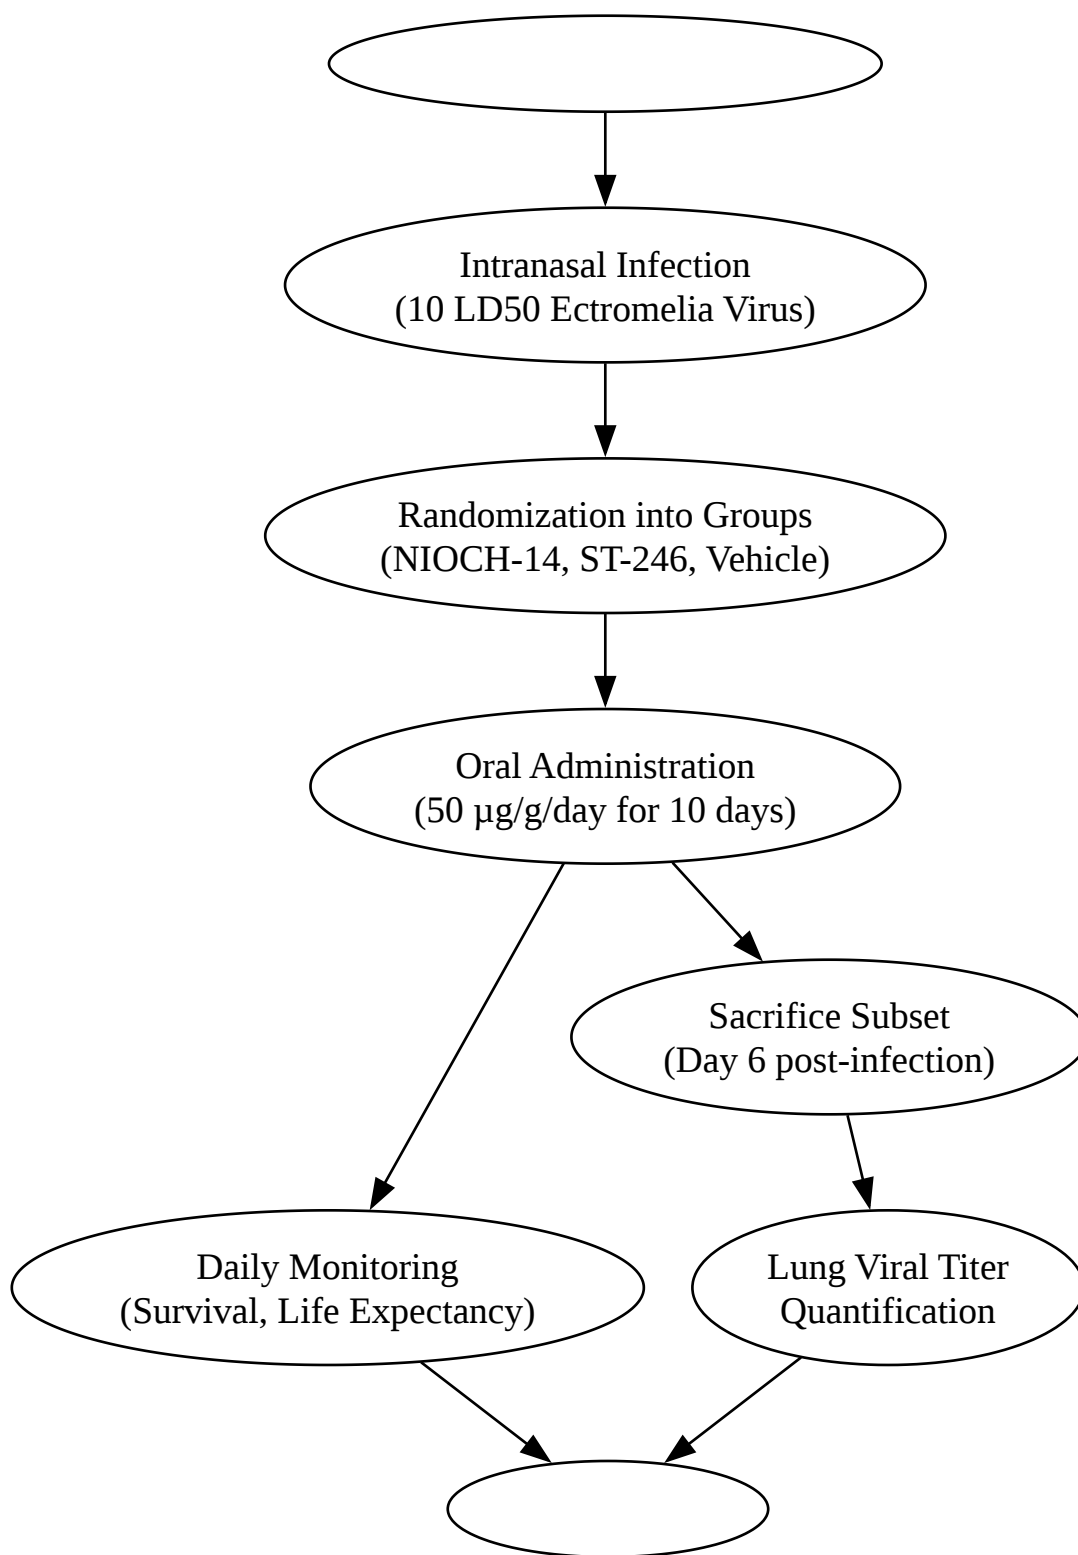 Intranasal Infection
(10 LD50 Ectromelia Virus)
Randomization into Groups
(NIOCH-14, ST-246, Vehicle)
Oral Administration
(50 µg/g/day for 10 days)
Sacrifice Subset
(Day 6 post-infection)
Daily Monitoring
(Survival, Life Expectancy)
Lung Viral Titer
Quantification